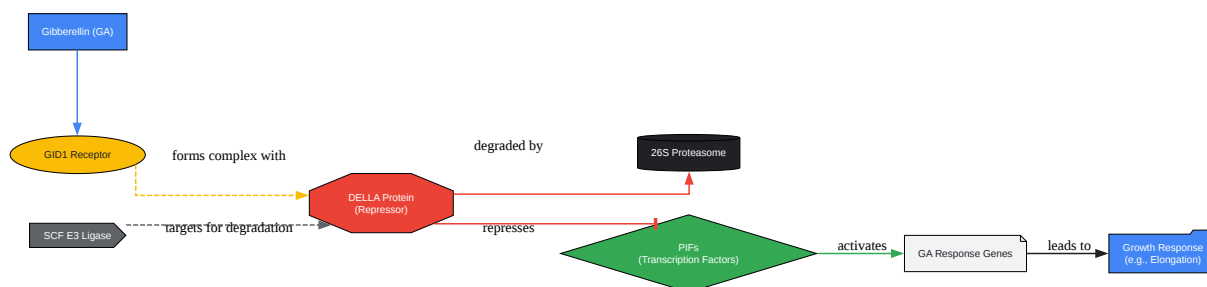 Gibberellin (GA)
GID1 Receptor
forms complex with
degraded by
26S Proteasome
DELLA Protein
(Repressor)
SCF E3 Ligase
targets for degradation
represses
PIFs
(Transcription Factors)
activates
GA Response Genes
leads to
Growth Response
(e.g., Elongation)